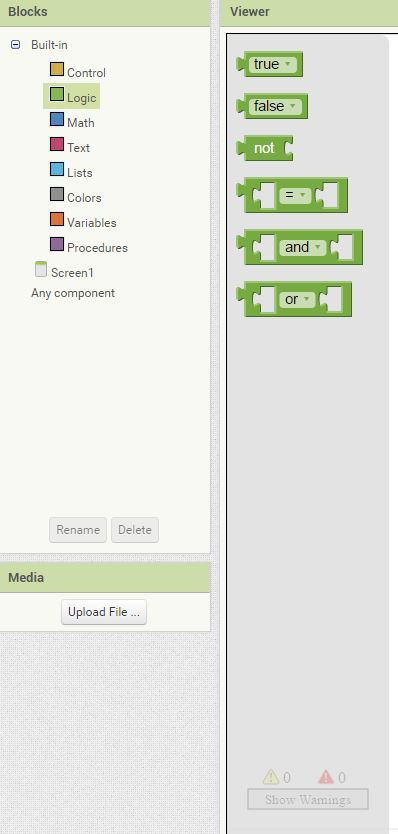 Blocks
Built-in
Control
Logic
Math
Text
Lists
Colors
Variables
Procedures
Screen1
Any component
Rename Delete
Media
Upload File ...
Viewer
true
false
not
=
and
or
0 0
Show Warnings